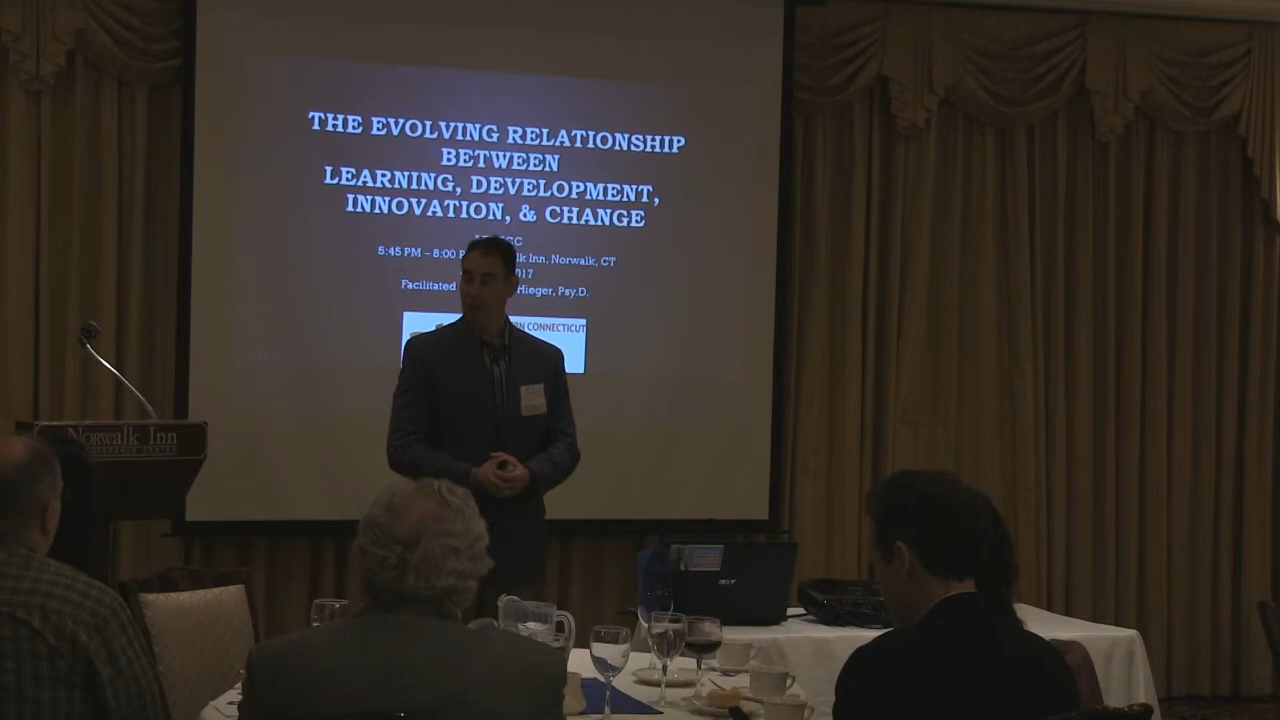 THE EVOLVING RELATIONSHIP
BETWEEN
LEARNING, DEVELOPMENT,
INNOVATION, & CHANGE
5:45 PM – 8:00 Inn, Norwalk, CT
Facilitated Hieger, Psy.D.
CONNECTICUT
Norwalk Inn
acer